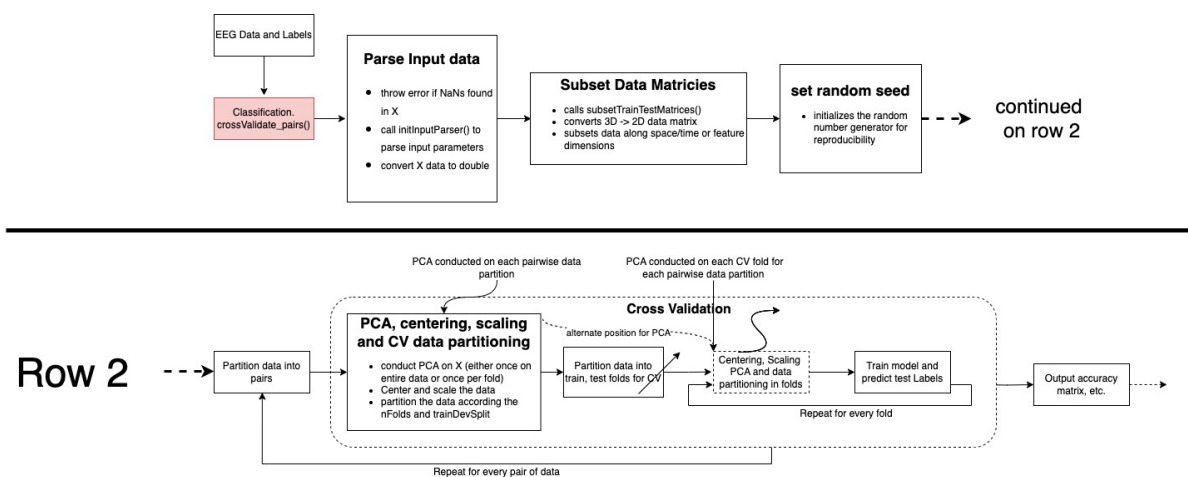 EEG Data and Labels
Classification.
crossValidate_pairs()
Parse Input data
throw error if NaNs found
in X
call initInputParser() to
parse input parameters
convert X data to double
Subset Data Matricies
calls subsetTrainTestMatrices()
converts 3D -> 2D data matrix
subsets data along space/time or feature
dimensions
set random seed
initializes the random
number generator for
reproducibility
continued
on row 2
Row 2
Partition data into
pairs
PCA conducted on each pairwise data
partition
PCA conducted on each CV fold for
each pairwise data partition
Cross Validation
PCA, centering, scaling
and CV data partitioning
conduct PCA on X (either once on
entire data or once per fold)
Center and scale the data
partition the data according the
nFolds and trainDevSplit
alternate position for PCA
Partition data into
train, test folds for CV
Centering, Scaling
PCA and data
partitioning in folds
Train model and
predict test Labels
Repeat for every fold
Output accuracy
matrix, etc.
Repeat for every pair of data